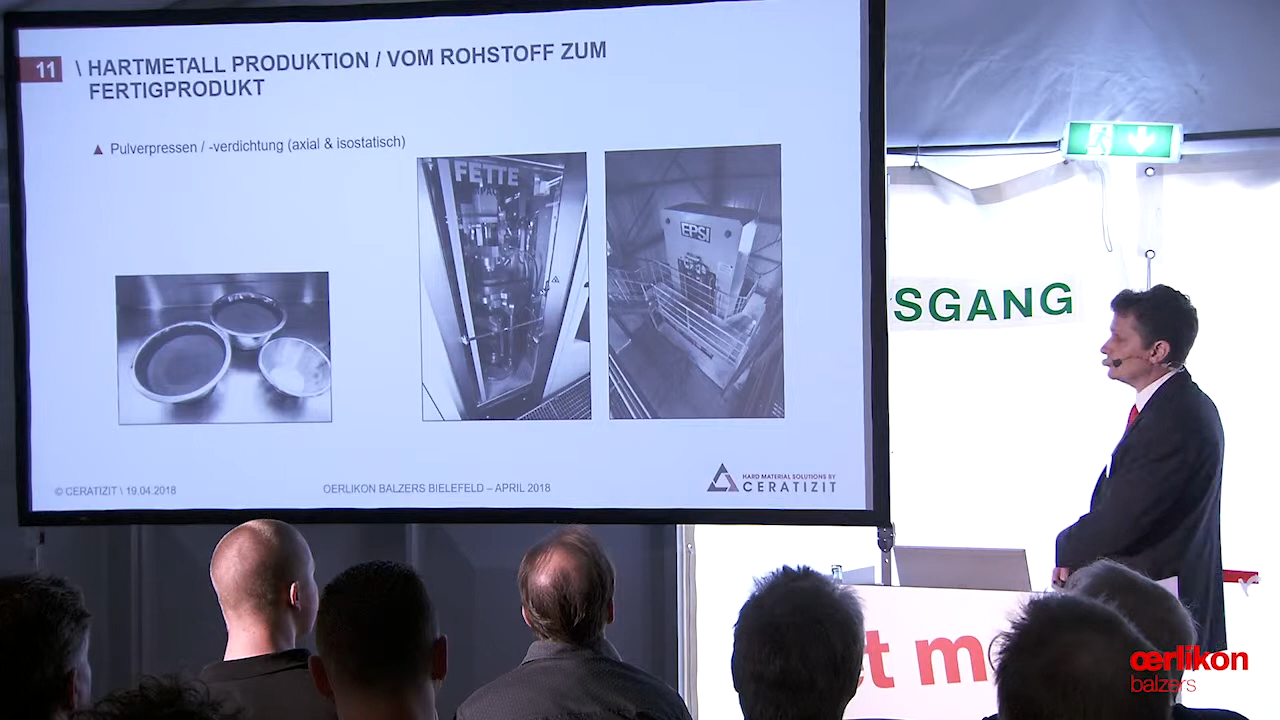 11
\ HARTMETALL PRODUKTION / VOM ROHSTOFF ZUM
FERTIGPRODUKT
▲ Pulverpressen / -verdichtung (axial & isostatisch)
FETTE
EPSI
© CERATIZIT \ 19.04.2018
OERLIKON BALZERS BIELEFELD – APRIL 2018
HARD MATERIAL SOLUTIONS BY
CERATIZIT
SGANG
t m
œrlikon
balzers